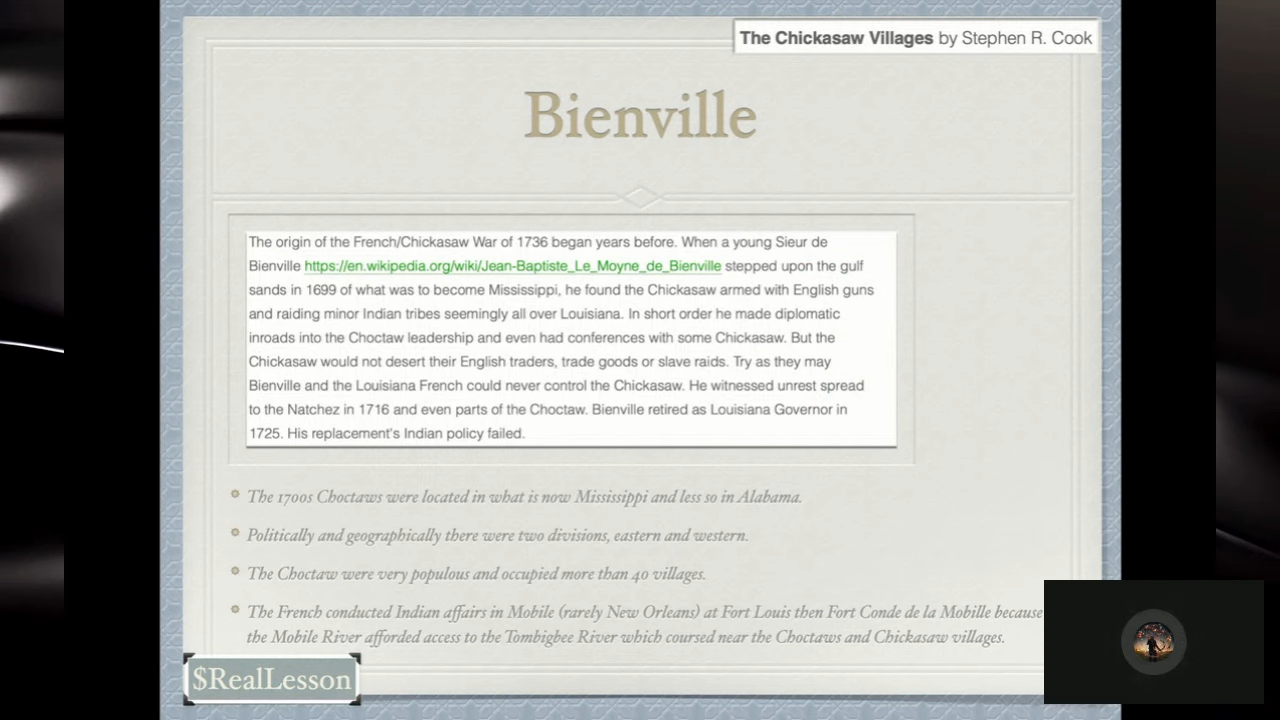 The Chickasaw Villages by Stephen R. Cook
Bienville
The origin of the French/Chickasaw War of 1736 began years before. When a young Sieur de
Bienville https://en.wikipedia.org/wiki/Jean-Baptiste_Le_Moyne_de_Bienville stepped upon the gulf
sands in 1699 of what was to become Mississippi, he found the Chickasaw armed with English guns
and raiding minor Indian tribes seemingly all over Louisiana. In short order he made diplomatic
inroads into the Choctaw leadership and even had conferences with some Chickasaw. But the
Chickasaw would not desert their English traders, trade goods or slave raids. Try as they may
Bienville and the Louisiana French could never control the Chickasaw. He witnessed unrest spread
to the Natchez in 1716 and even parts of the Choctaw. Bienville retired as Louisiana Governor in
1725. His replacement's Indian policy failed.
The 1700s Choctaws were located in what is now Mississippi and less so in Alabama.
Politically and geographically there were two divisions, eastern and western.
The Choctaw were very populous and occupied more than 40 villages.
The French conducted Indian affairs in Mobile (rarely New Orleans) at Fort Louis then Fort Conde de la Mobille because
the Mobile River afforded access to the Tombigbee River which coursed near the Choctaws and Chickasaw villages.
$RealLesson